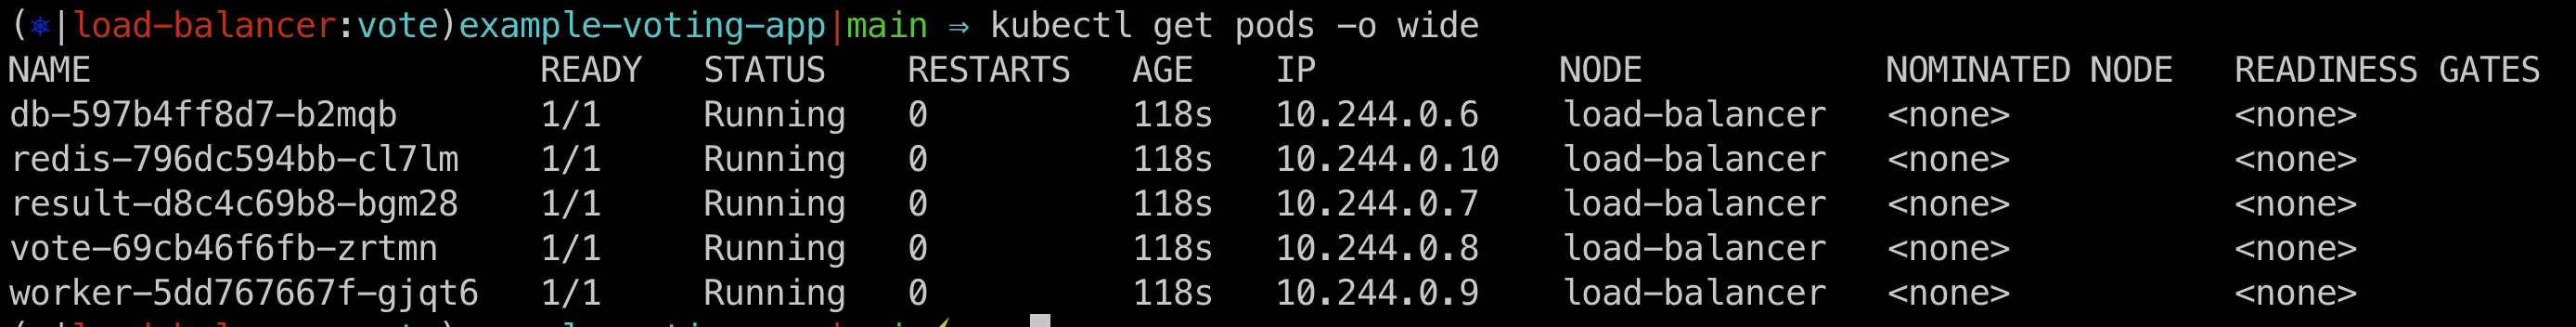 (⎈|load-balancer:vote)example-voting-app|main ⇒ kubectl get pods -o wide
NAME READY STATUS RESTARTS AGE IP NODE NOMINATED NODE READINESS GATES
db-597b4ff8d7-b2mqb 1/1 Running 0 118s 10.244.0.6 load-balancer <none> <none>
redis-796dc594bb-cl7lm 1/1 Running 0 118s 10.244.0.10 load-balancer <none> <none>
result-d8c4c69b8-bgm28 1/1 Running 0 118s 10.244.0.7 load-balancer <none> <none>
vote-69cb46f6fb-zrtmn 1/1 Running 0 118s 10.244.0.8 load-balancer <none> <none>
worker-5dd767667f-gjqt6 1/1 Running 0 118s 10.244.0.9 load-balancer <none> <none>